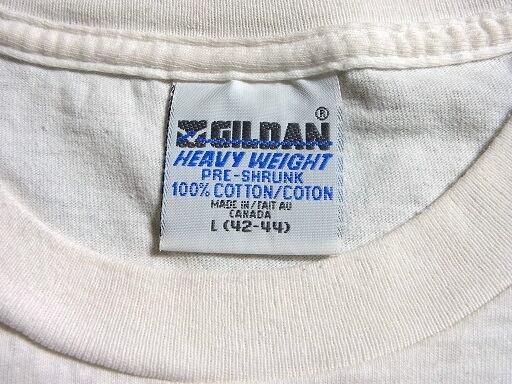 GILDAN®
HEAVY WEIGHT
PRE-SHRUNK
100% COTTON/COTON
MADE IN/FAIT AU
CANADA
L (42-44)